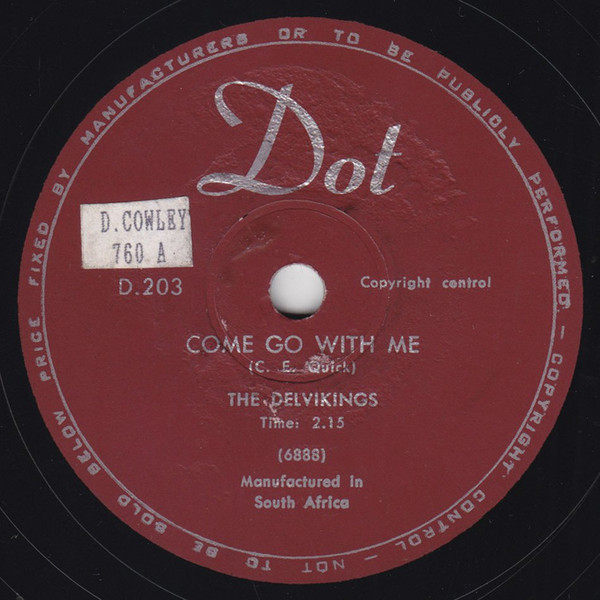 Dot
D.COWLEY
760 A
D.203
Copyright control
COME GO WITH ME
(C. E. Quick)
THE DELVIKINGS
Time: 2.15
(6888)
Manufactured in
South Africa
NOT TO BE SOLD BELOW PRICE FIXED BY MANUFACTURERS OR TO BE PUBLICLY PERFORMED. – COPYRIGHT CONTROL –